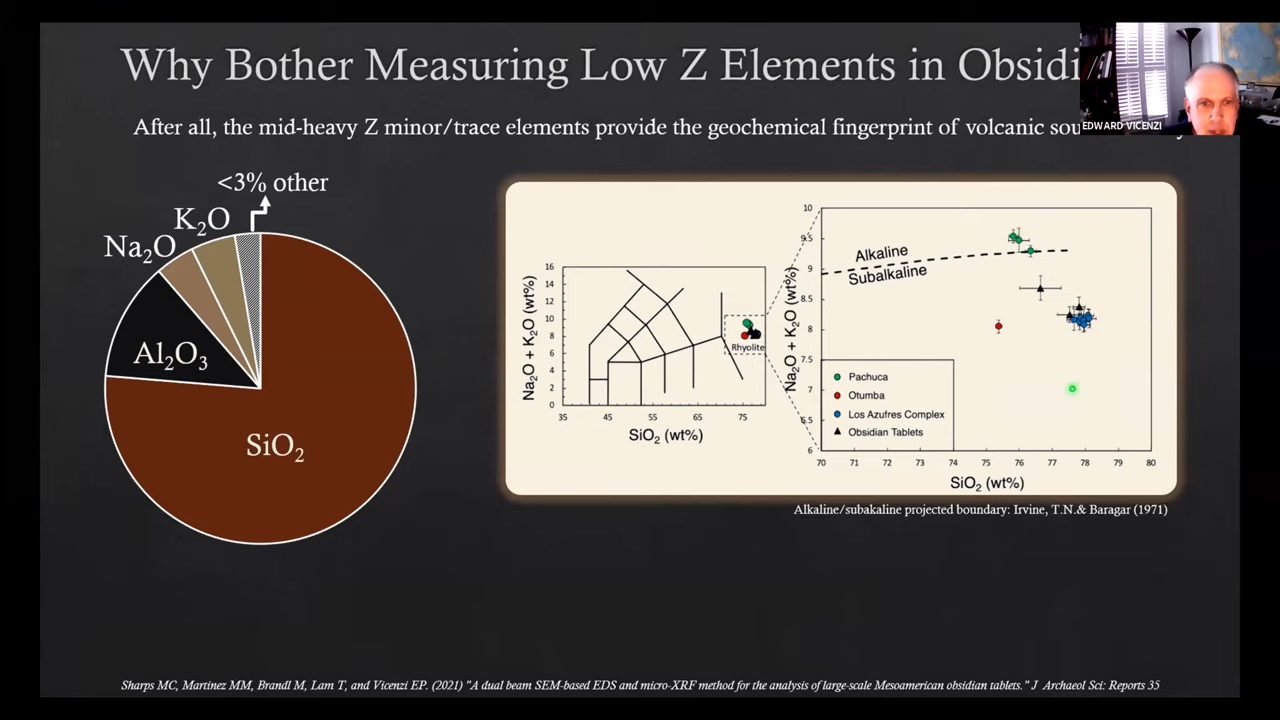 Why Bother Measuring Low Z Elements in Obsidi
After all, the mid-heavy Z minor/trace elements provide the geochemical fingerprint of volcanic sou
EDWARD VICENZI
<3% other
K₂O
Na₂O
Al₂O₃
SiO₂
Na₂O + K₂O (wt%)
16
14
12
10
8
6
4
2
0
35
45
55
65
75
SiO₂ (wt%)
Rhyolite
Na₂O + K₂O (wt%)
10
9.5
9
8.5
8
7.5
7
6.5
6
Alkaline
Subalkaline
Pachuca
Otumba
Los Azufres Complex
Obsidian Tablets
70
71
72
73
74
75
76
77
78
79
80
SiO₂ (wt%)
Alkaline/subakaline projected boundary: Irvine, T.N.& Baragar (1971)
Sharps MC, Martinez MM, Brandl M, Lam T, and Vicenzi EP. (2021) "A dual beam SEM-based EDS and micro-XRF method for the analysis of large-scale Mesoamerican obsidian tablets." J Archaeol Sci: Reports 35